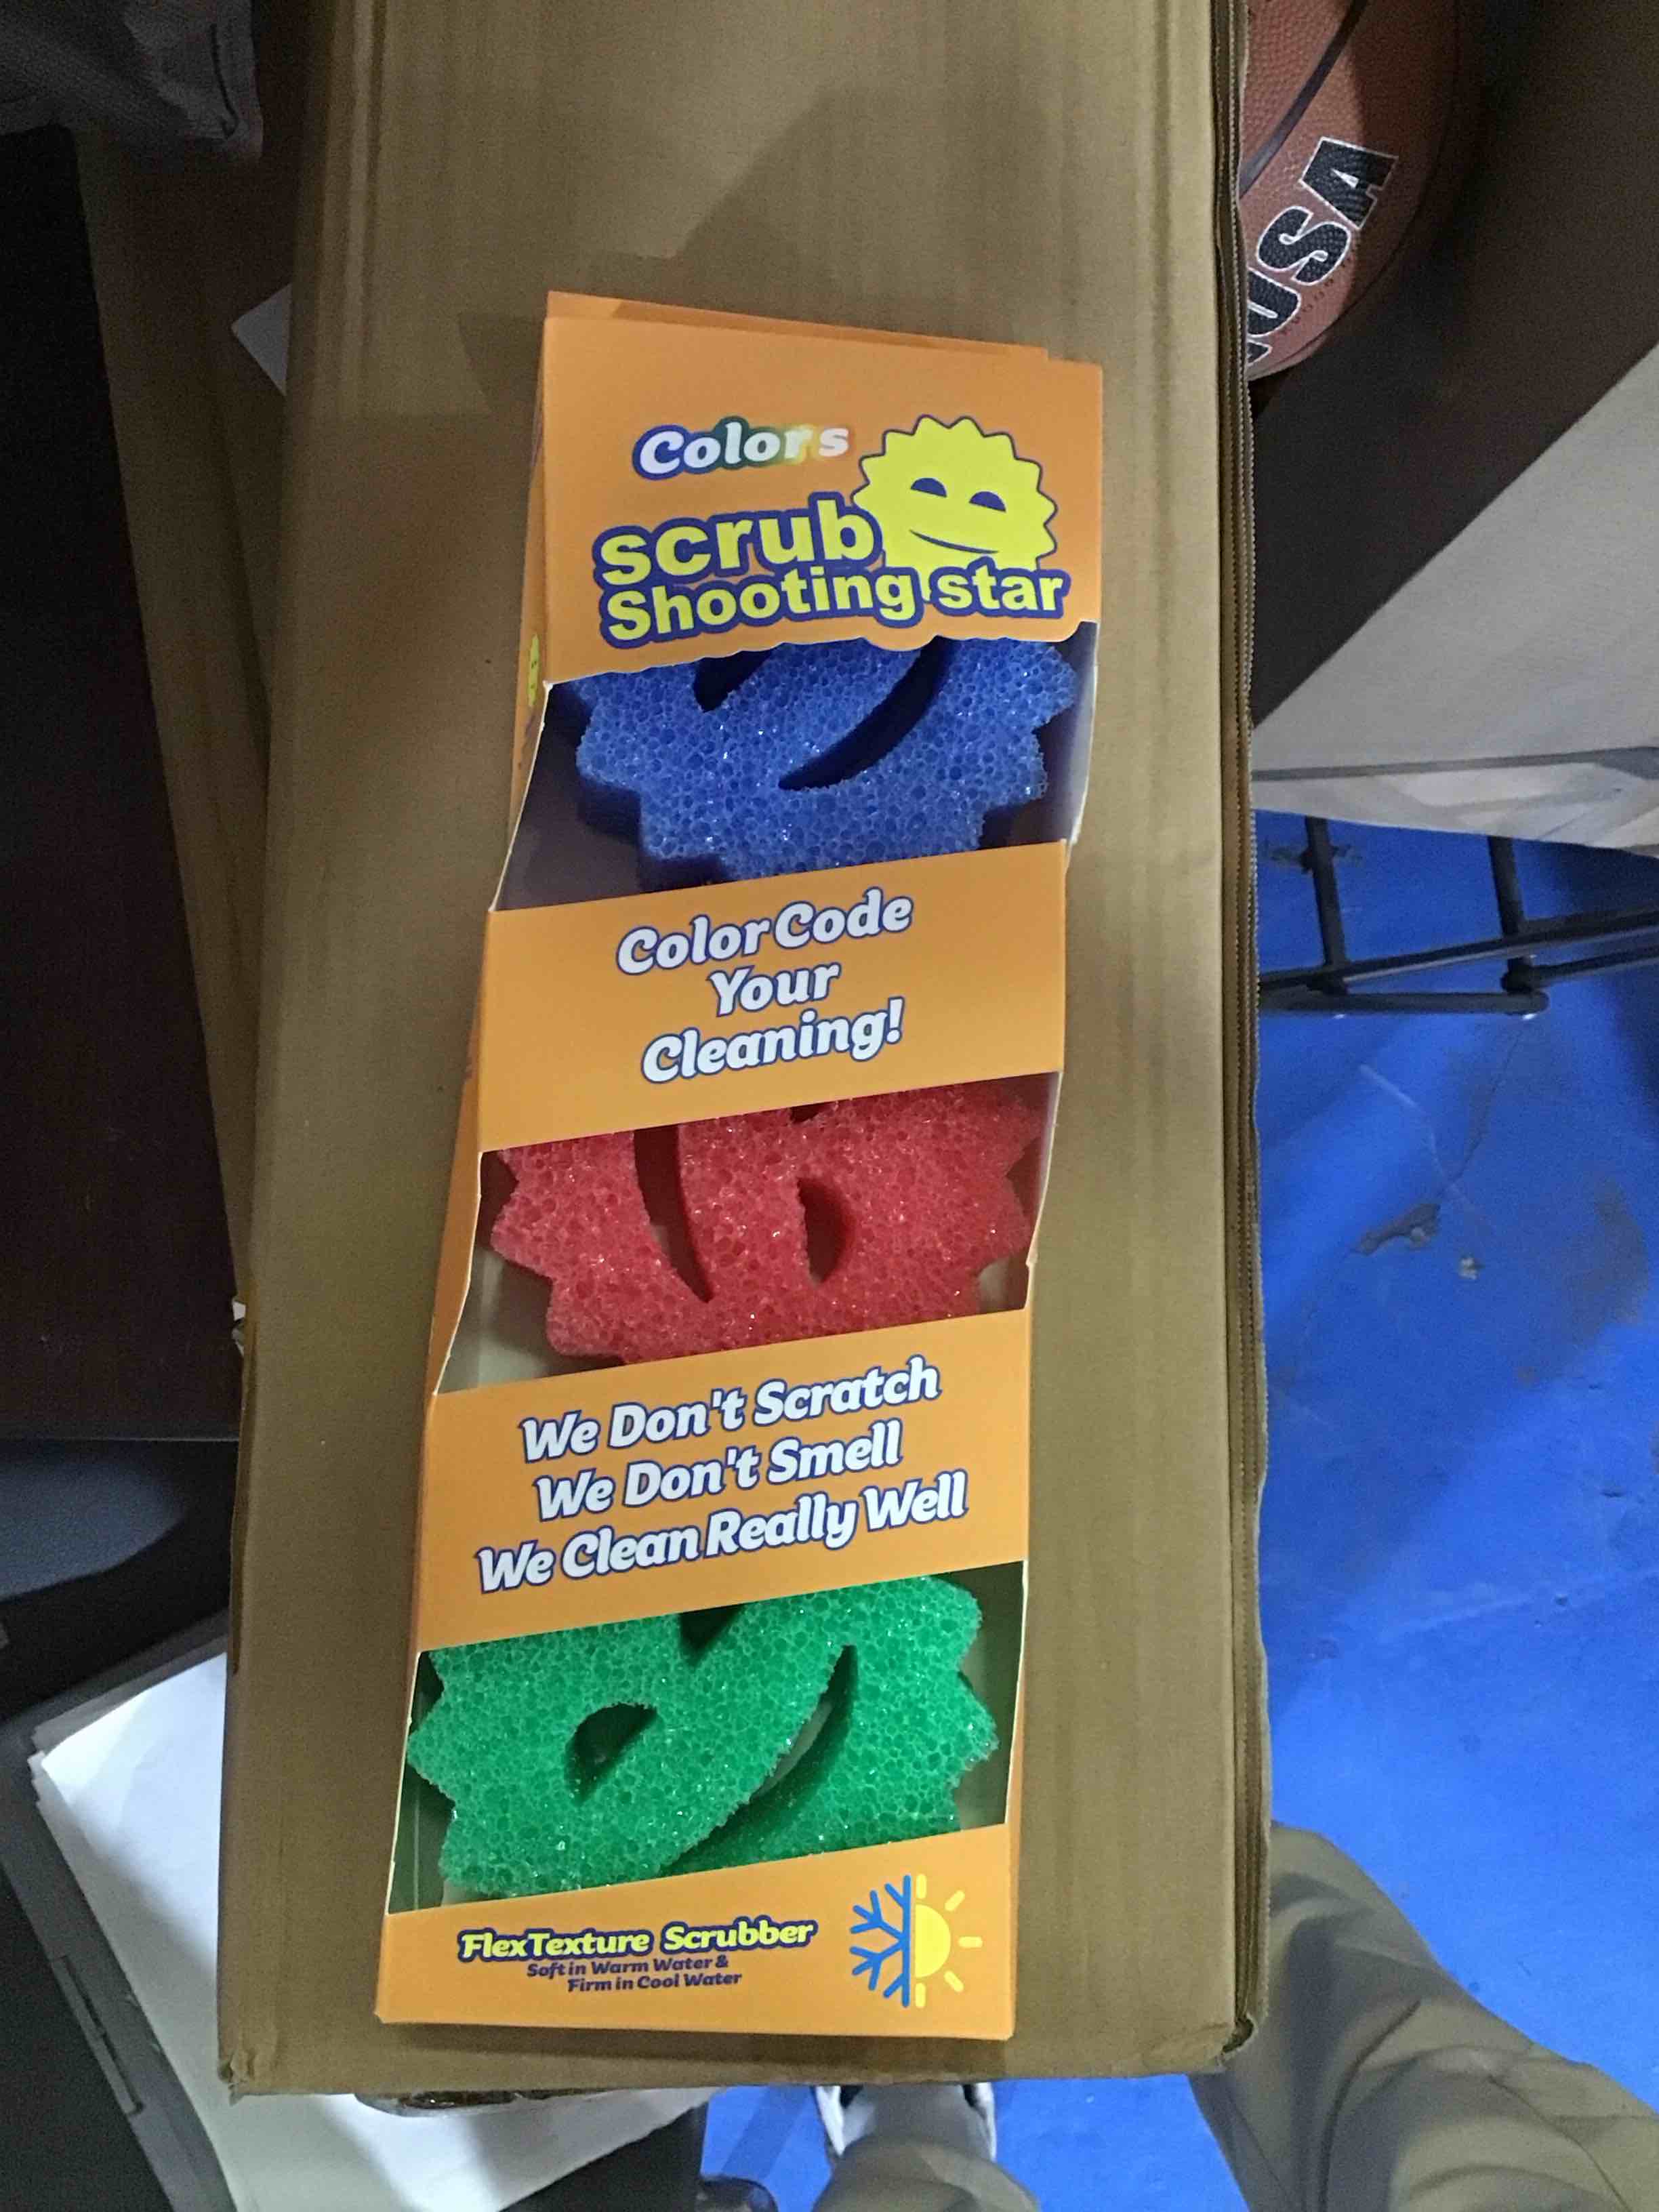 USA
Colors
scrub
Shooting star
Color Code
Your
Cleaning!
We Don't Scratch
We Don't Smell
We Clean Really Well
FlexTexture Scrubber
Soft in Warm Water &
Firm in Cool Water